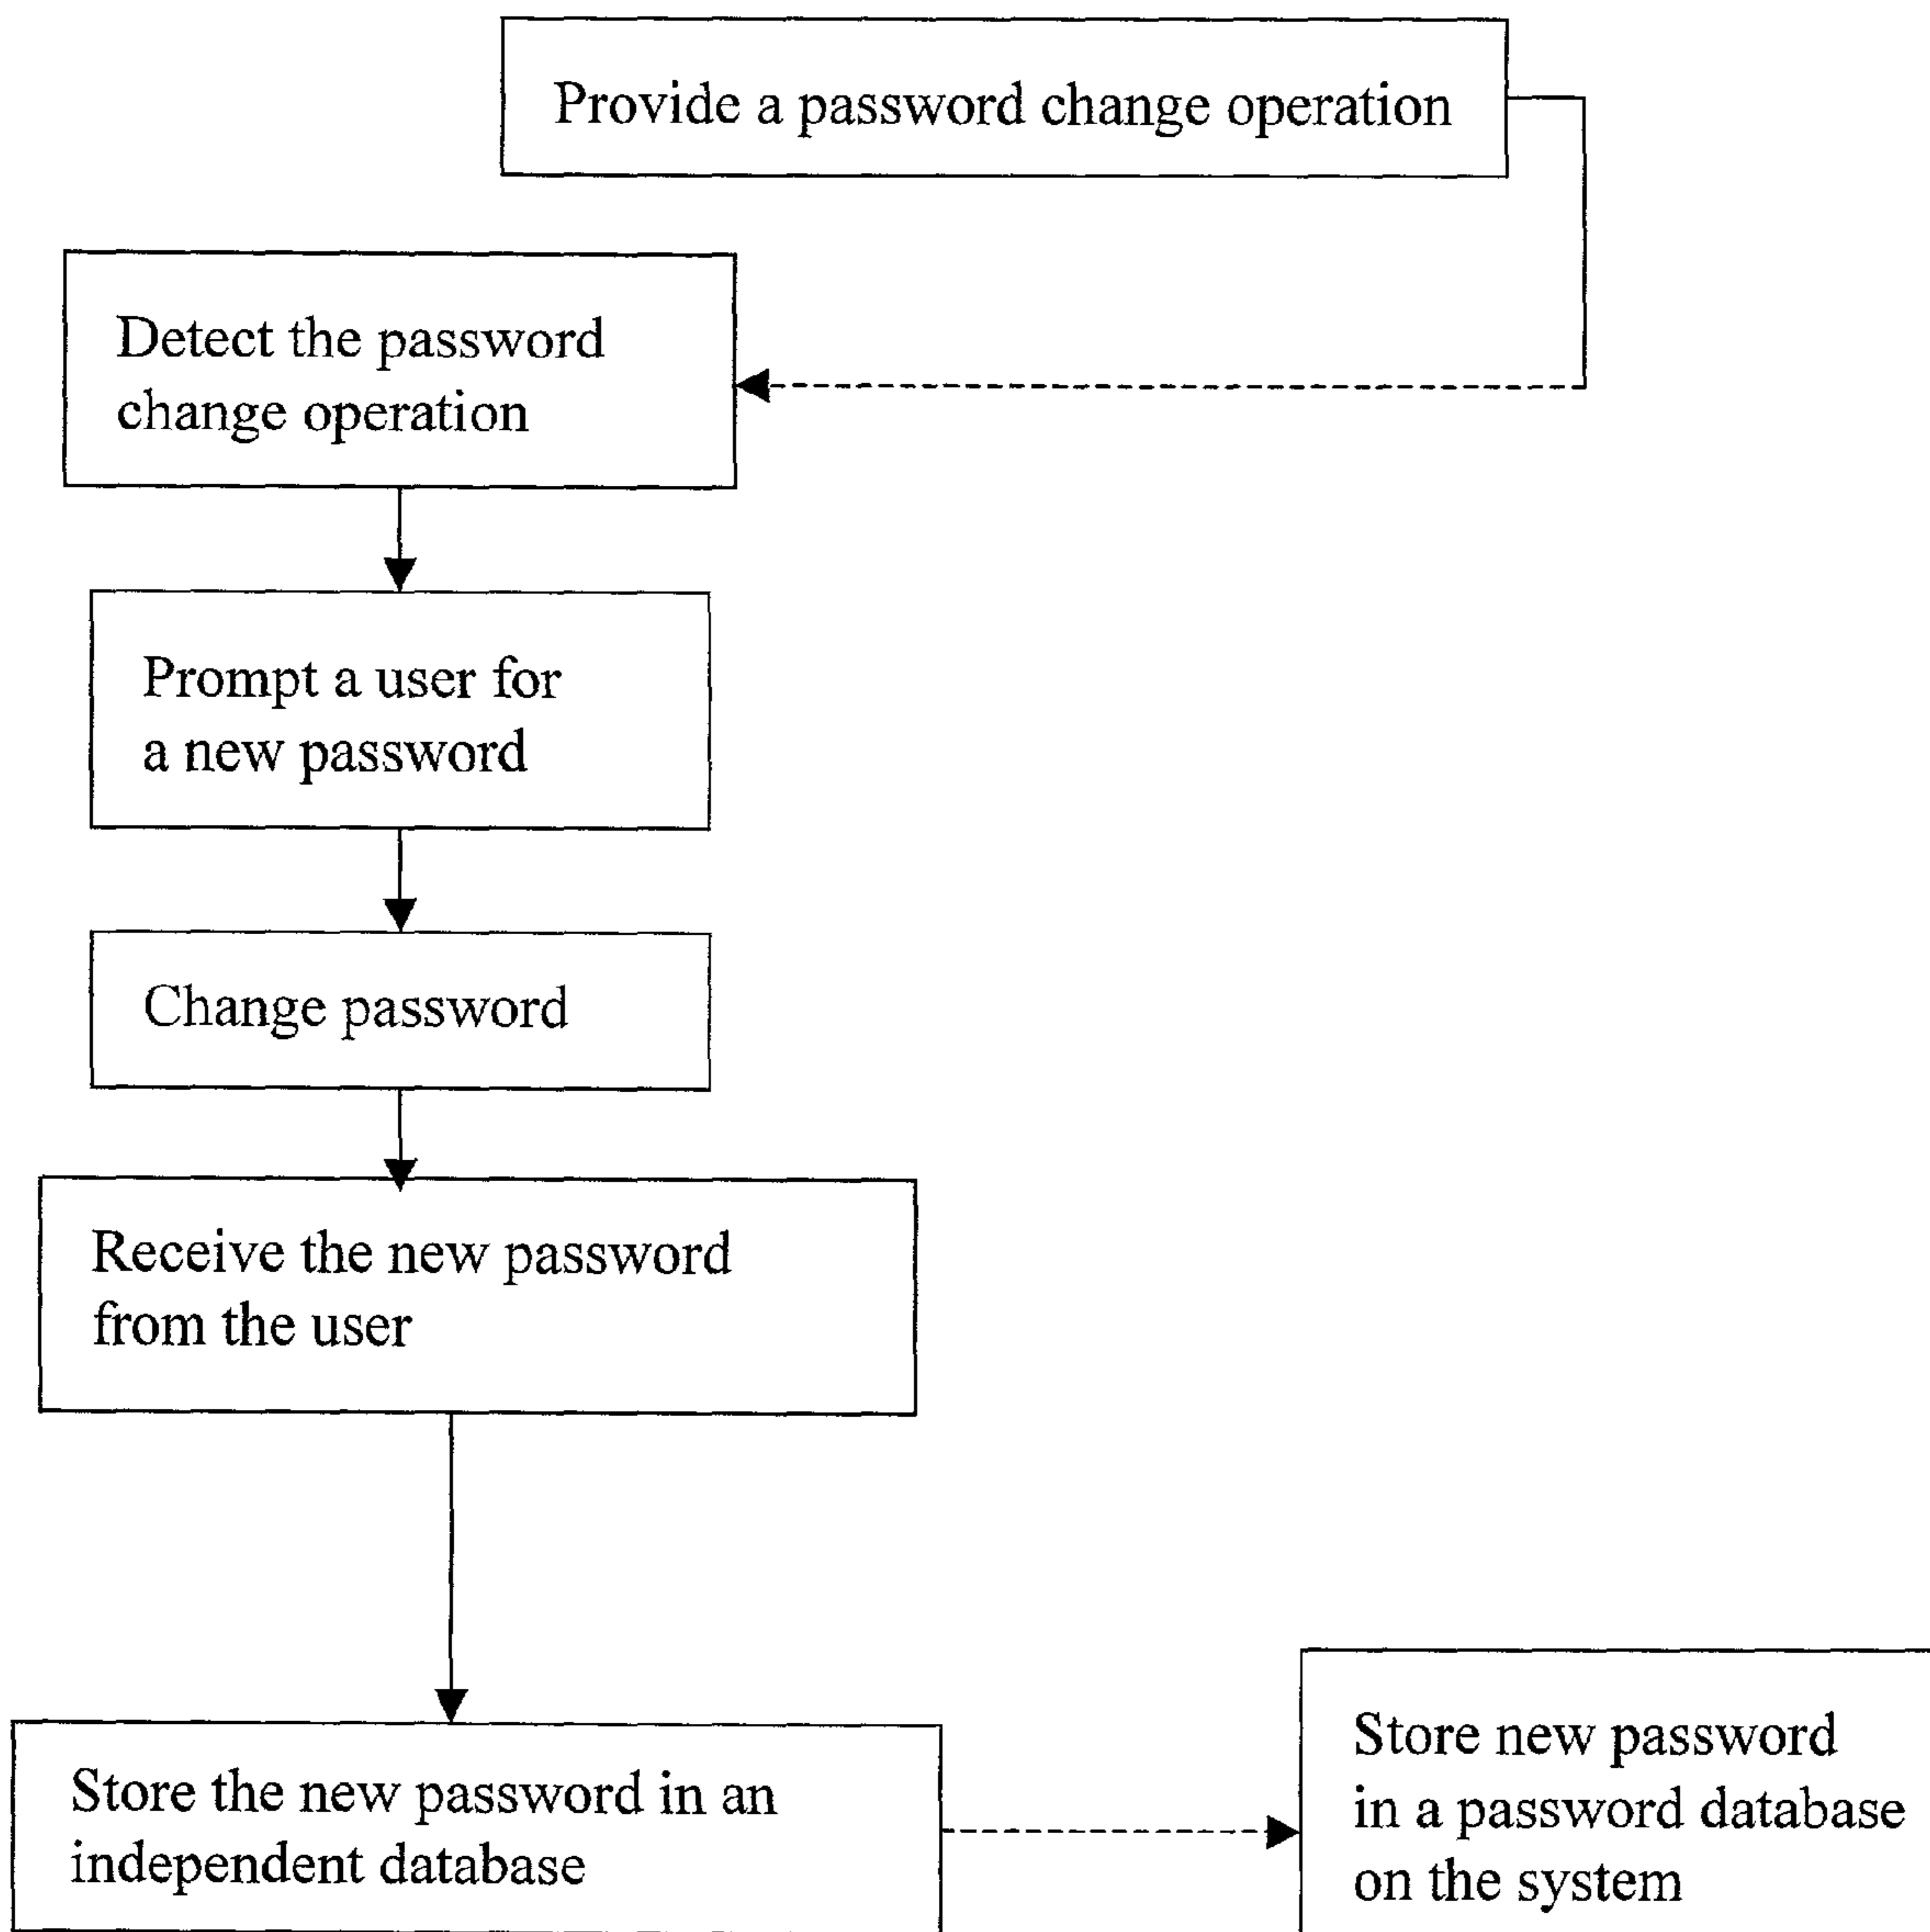 Provide a password change operation
Detect the password
change operation
Prompt a user for
a new password
Change password
Receive the new password
from the user
Store the new password in an
independent database
Store new password
in a password database
on the system